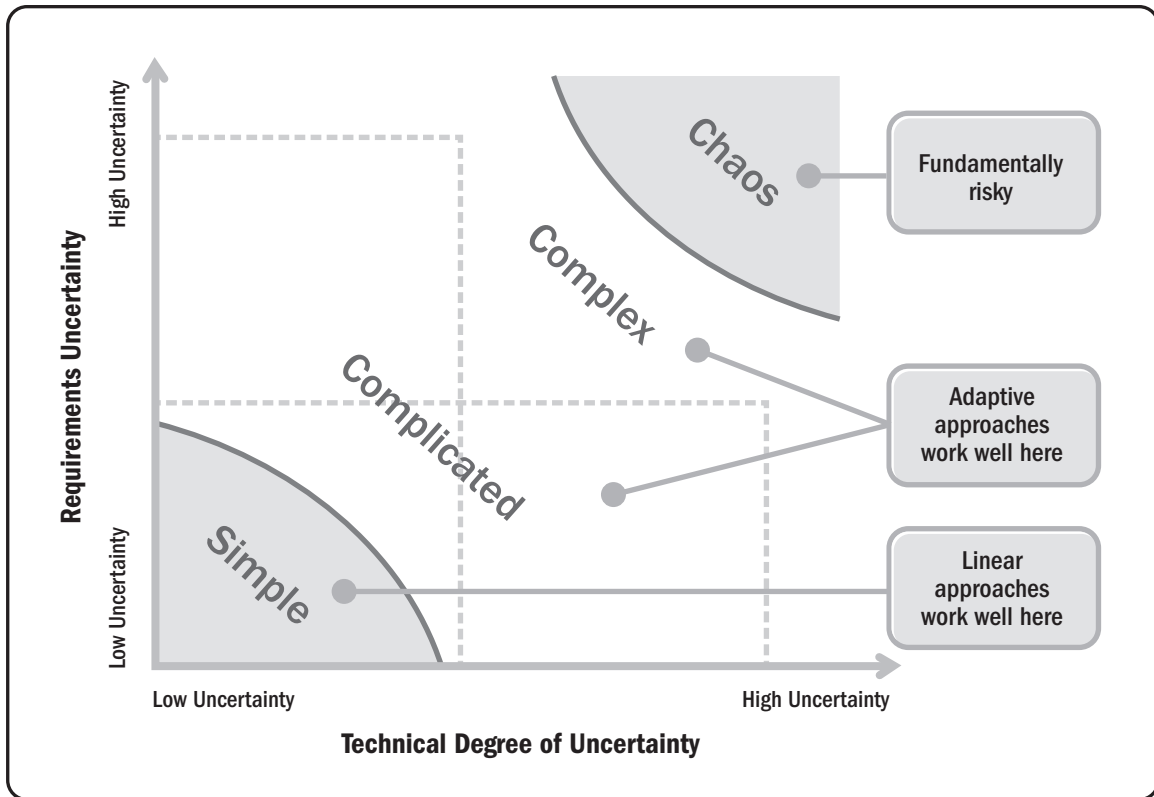 High Uncertainty
Requirements Uncertainty
Low Uncertainty
Chaos
Complex
Complicated
Simple
Fundamentally
risky
Adaptive
approaches
work well here
Linear
approaches
work well here
Low Uncertainty
High Uncertainty
Technical Degree of Uncertainty